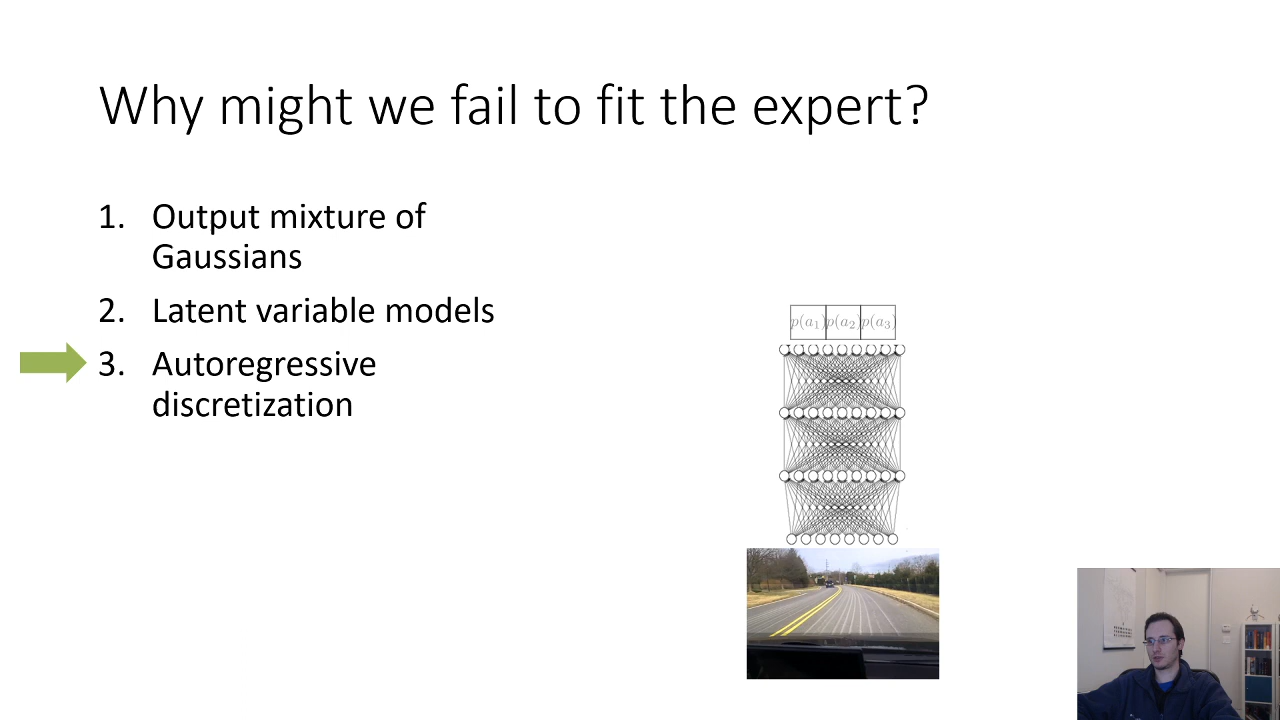 Why might we fail to fit the expert?
1. Output mixture of
Gaussians
2. Latent variable models
3. Autoregressive
discretization
p(a₁) p(a₂) p(a₃)